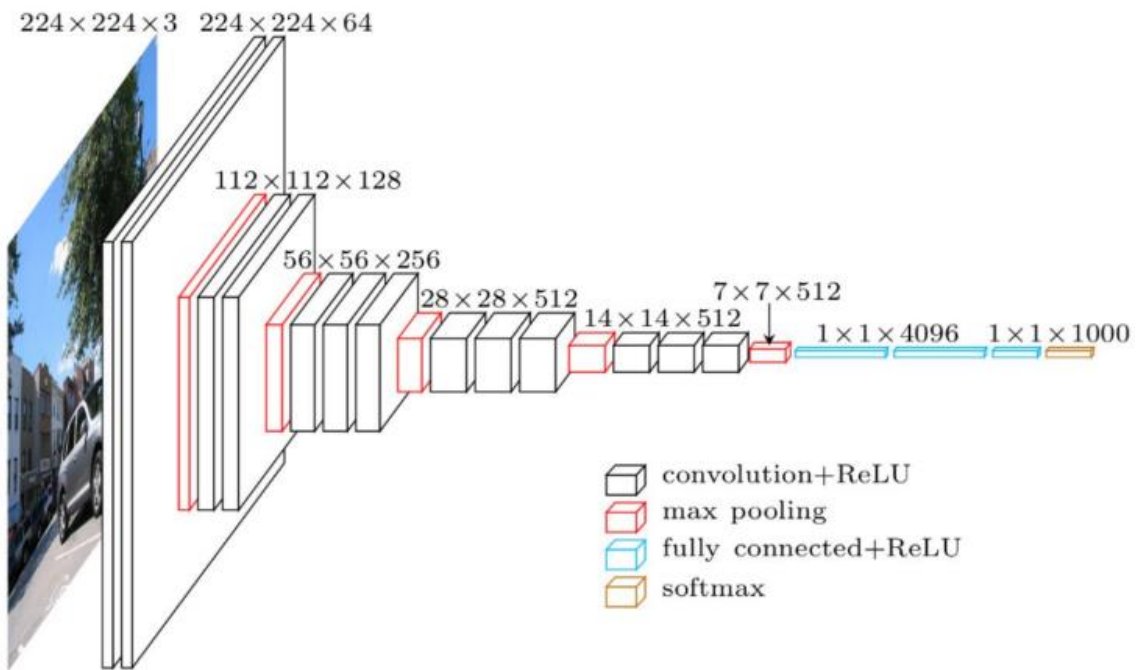 224×224×3
224×224×64
112×112×128
56×56×256
28×28×512
14×14×512
7×7×512
1×1×4096
1×1×1000
convolution+ReLU
max pooling
fully connected+ReLU
softmax